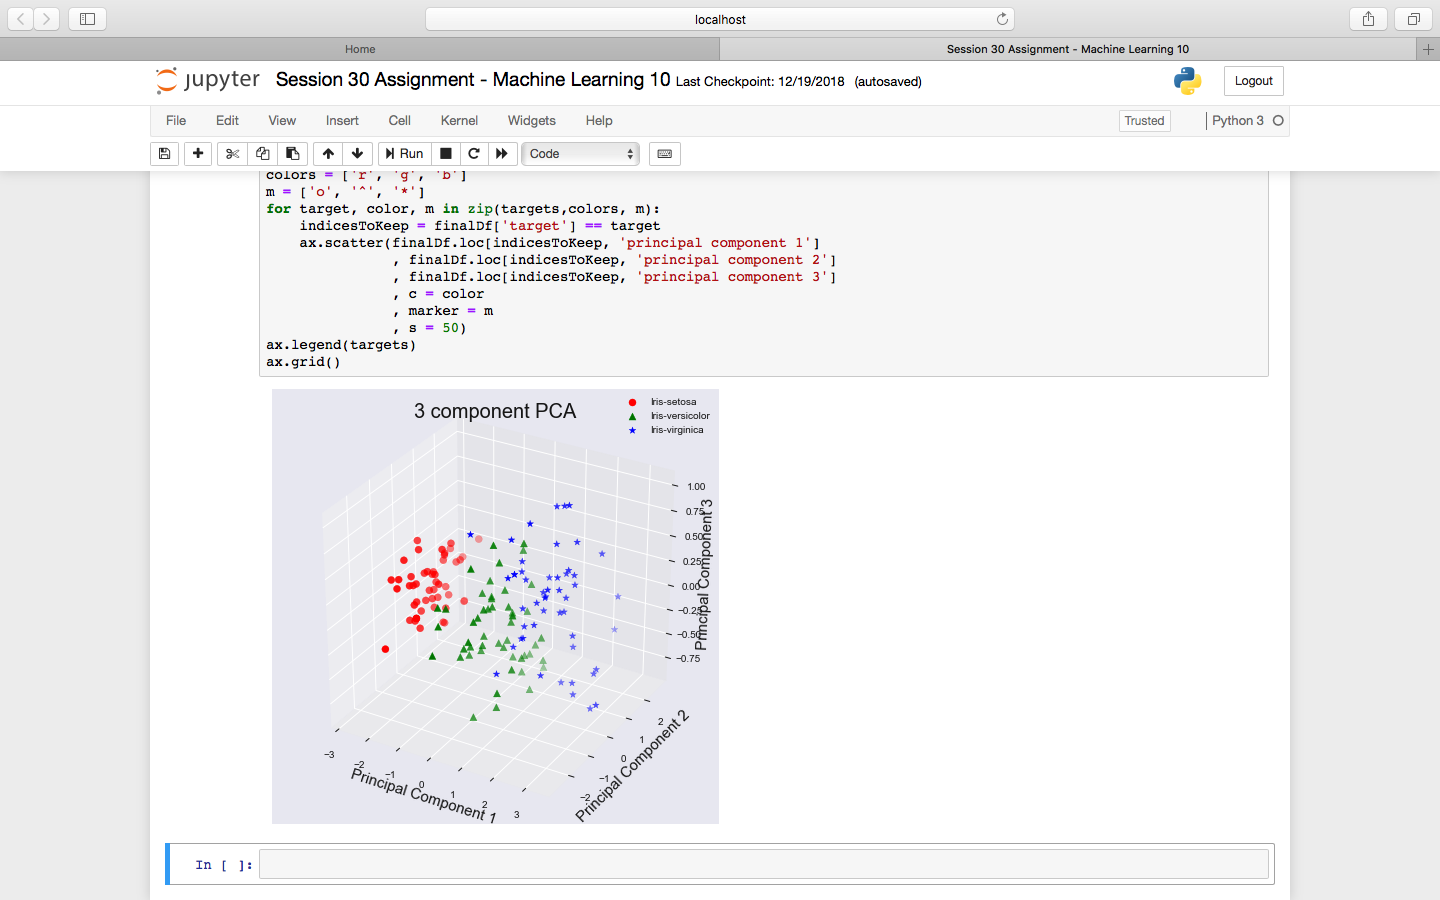 localhost
Home
Session 30 Assignment - Machine Learning 10
jupyter Session 30 Assignment - Machine Learning 10 Last Checkpoint: 12/19/2018 (autosaved)
Logout
File Edit View Insert Cell Kernel Widgets Help
Trusted
Python 3
Run
Code
colors = ['r', 'g', 'b']
m = ['o', '^', '*']
for target, color, m in zip(targets,colors, m):
    indicesToKeep = finalDf['target'] == target
    ax.scatter(finalDf.loc[indicesToKeep, 'principal component 1']
               , finalDf.loc[indicesToKeep, 'principal component 2']
               , finalDf.loc[indicesToKeep, 'principal component 3']
               , c = color
               , marker = m
               , s = 50)
ax.legend(targets)
ax.grid()
3 component PCA
Iris-setosa
Iris-versicolor
Iris-virginica
1.00
0.75
0.50
0.25
0.00
−0.25
−0.50
−0.75
Principal Component 3
2
1
0
−1
−2
Principal Component 2
−3
−2
−1
0
1
2
3
Principal Component 1
In [ ]: